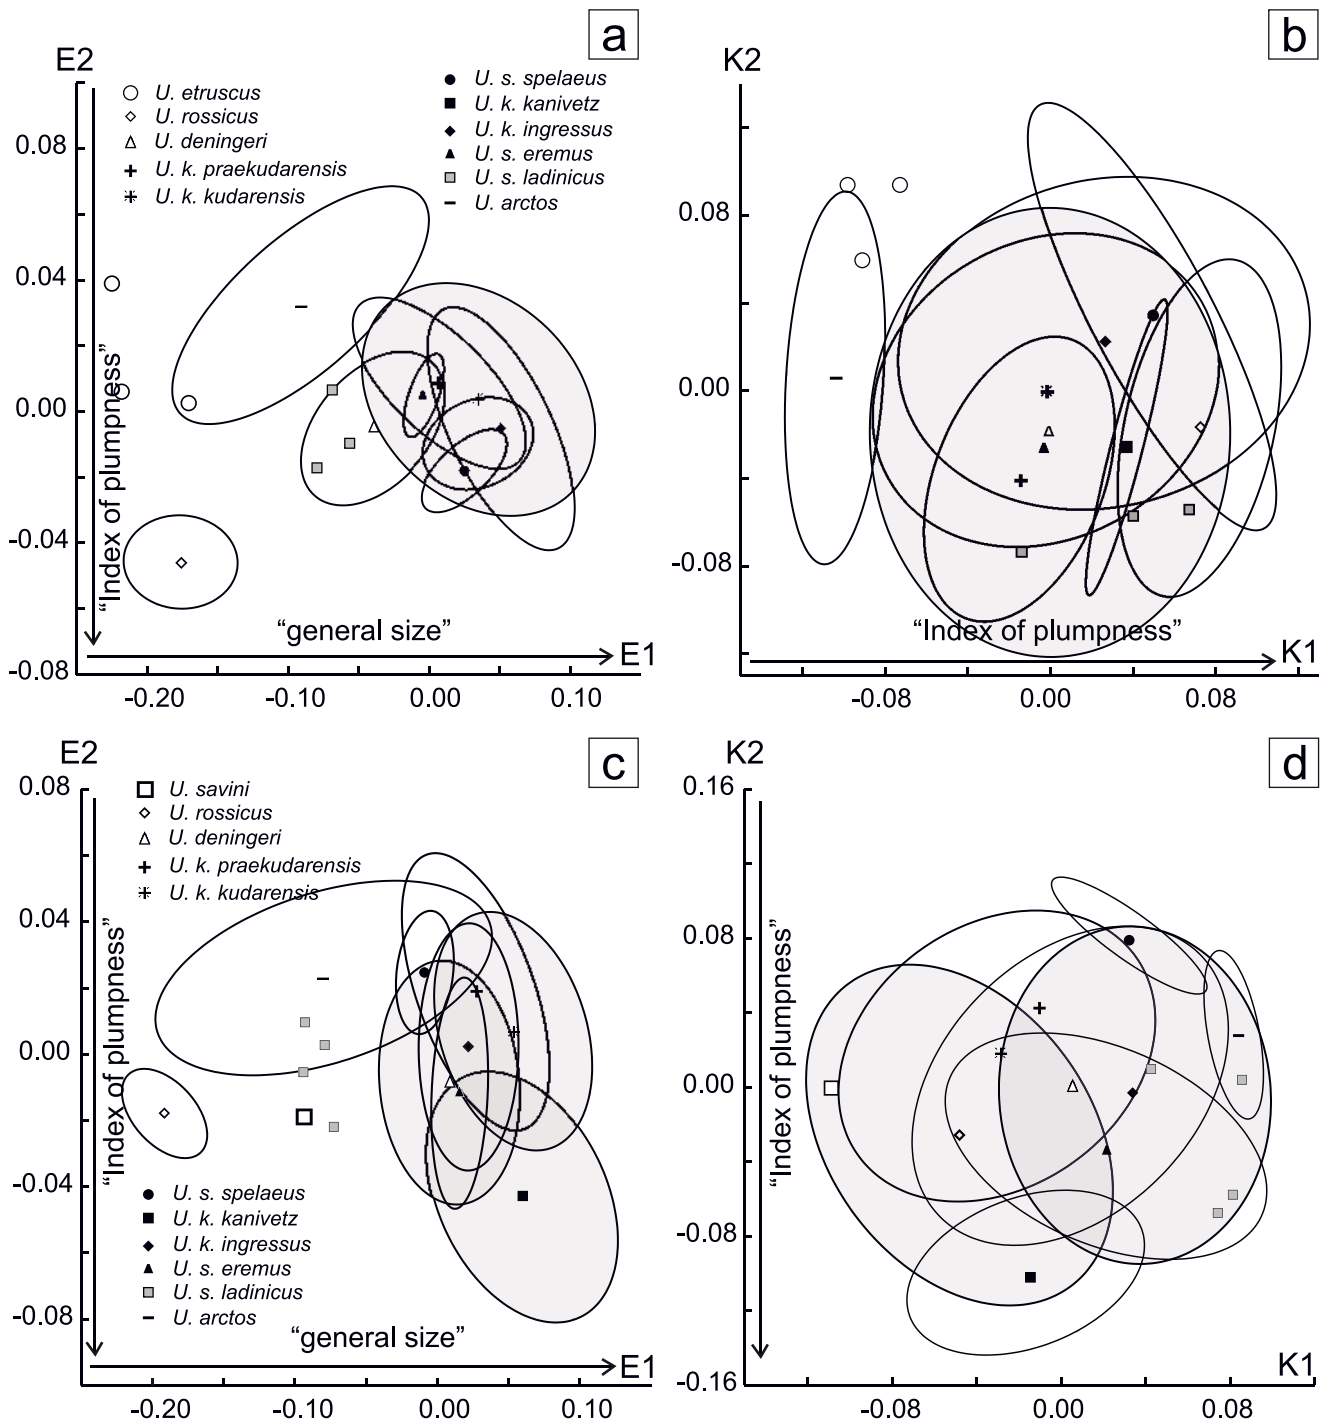 a
E2
U. etruscus
U. rossicus
U. deningeri
U. k. praekudarensis
U. k. kudarensis
U. s. spelaeus
U. k. kanivetz
U. k. ingressus
U. s. eremus
U. s. ladinicus
U. arctos
0.08
0.04
0.00
-0.04
-0.08
“Index of plumpness”
“general size”
E1
-0.20
-0.10
0.00
0.10
b
K2
0.08
0.00
-0.08
“Index of plumpness”
K1
-0.08
0.00
0.08
c
E2
U. savini
U. rossicus
U. deningeri
U. k. praekudarensis
U. k. kudarensis
0.08
0.04
0.00
-0.04
-0.08
“Index of plumpness”
U. s. spelaeus
U. k. kanivetz
U. k. ingressus
U. s. eremus
U. s. ladinicus
U. arctos
“general size”
E1
-0.20
-0.10
0.00
0.10
d
K2
0.16
0.08
0.00
-0.08
-0.16
“Index of plumpness”
K1
-0.08
0.00
0.08